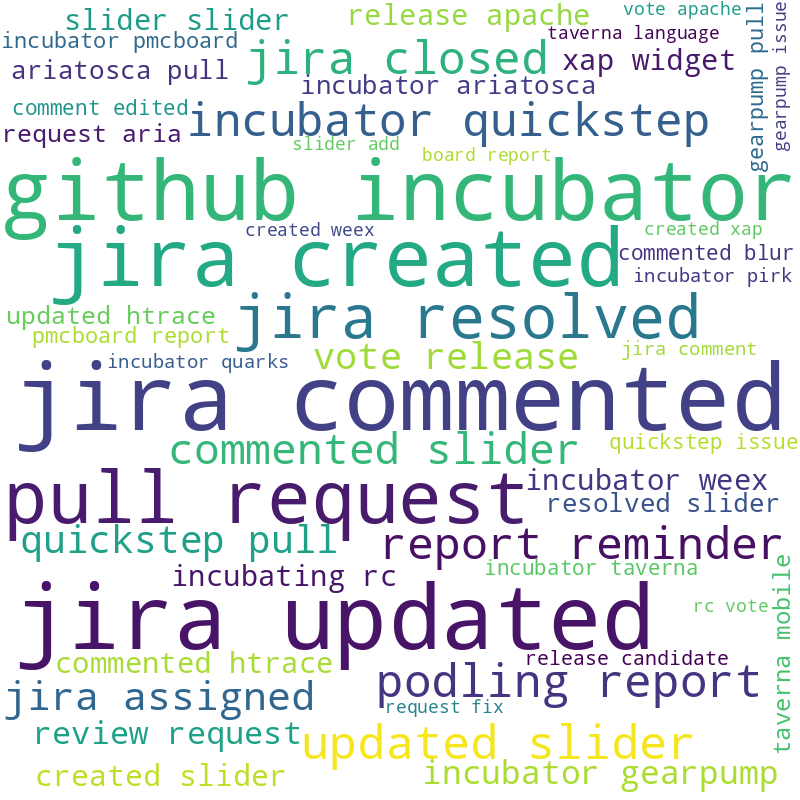 slider slider
release apache
vote apache
incubator pmcboard
jira closed
taverna language
xap widget
ariatosca pull
incubator ariatosca
gearpump pull
gearpump issue
comment edited
incubator quickstep
request aria
slider add
board report
github incubator
created week
created xap
jira created
commented blur
incubator pirk
updated htrace
jira resolved
pmcboard report
vote release
jira comment
incubator quarks
jira commented
commented slider
quickstep issue
pull request
incubator weex
resolved slider
quickstep pull
report reminder
incubating rc
incubator taverna
taverna mobile
jira updated
rc vote
commented htrace
release candidate
jira assigned
podling report
request fix
review request
updated slider
created slider
incubator gearpump